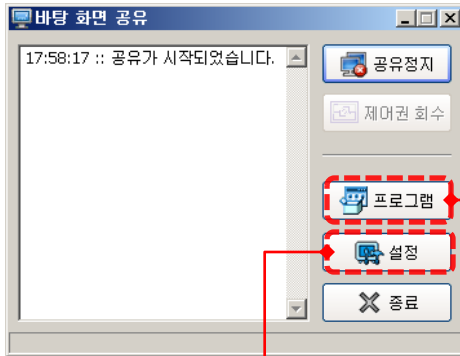 바탕 화면 공유
17:58:17 :: 공유가 시작되었습니다.
공유정지
제어권 회수
프로그램
설정
종료